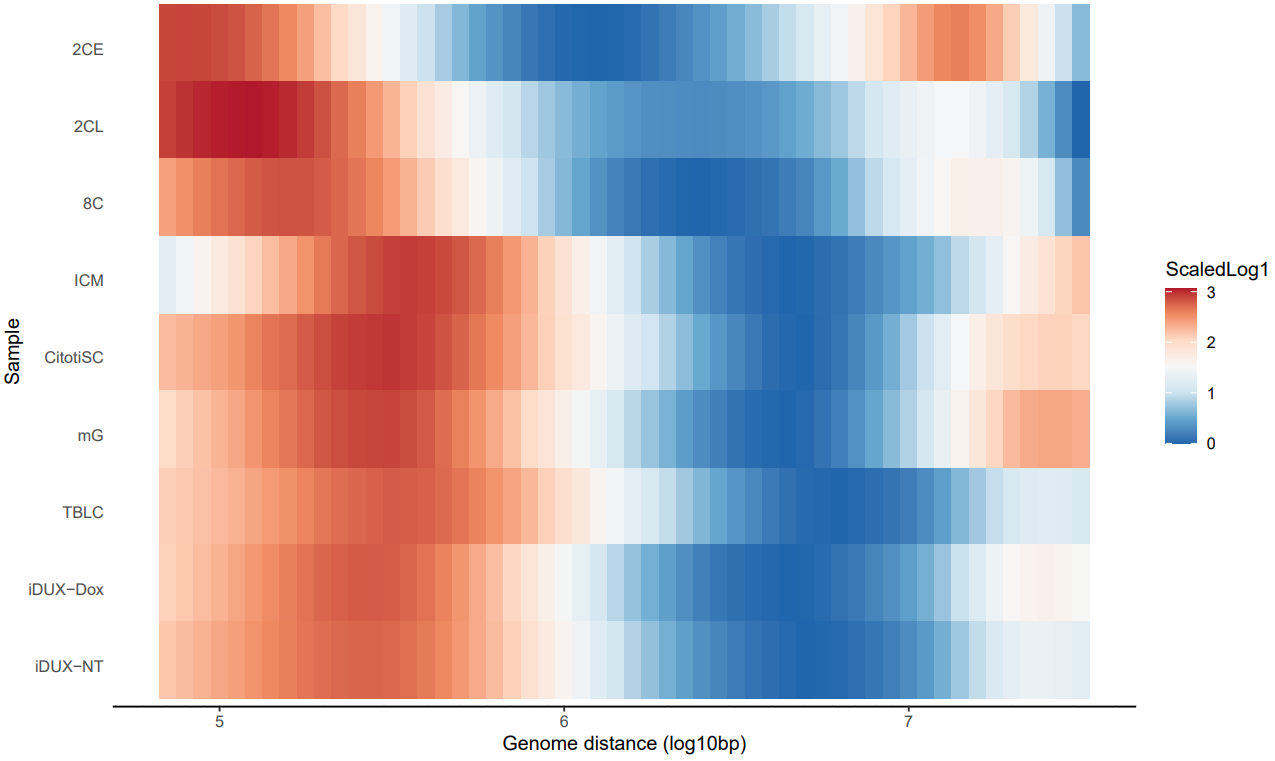 2CE
2CL
8C
ICM
CitotiSC
mG
TBLC
iDUX−Dox
iDUX−NT
Sample
5 6 7
Genome distance (log10bp)
ScaledLog1
3
2
1
0